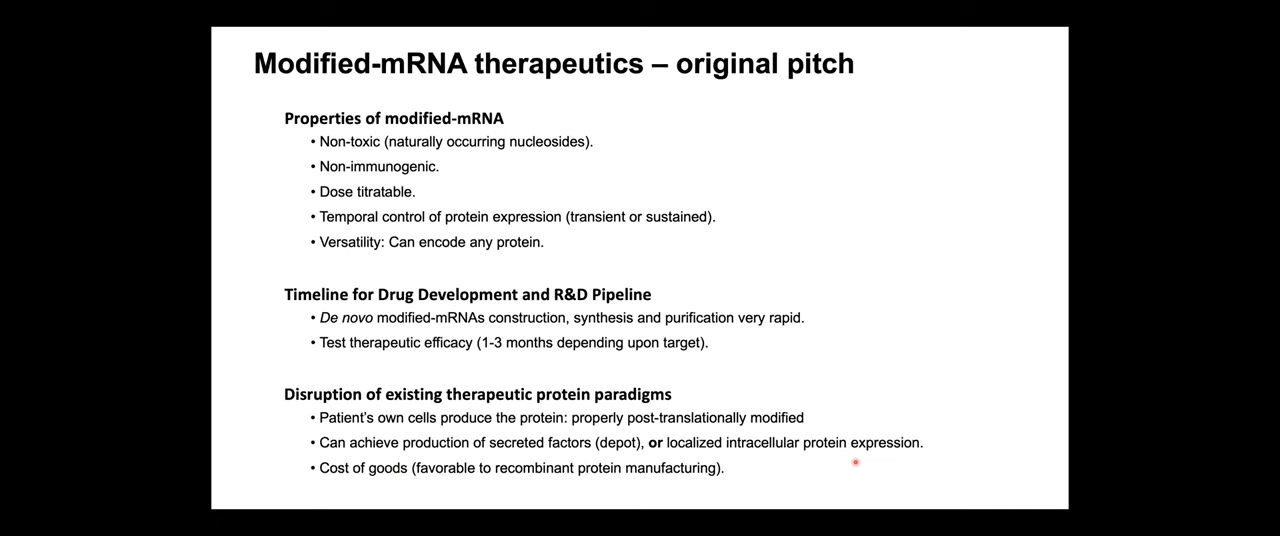 Modified-mRNA therapeutics – original pitch
Properties of modified-mRNA
• Non-toxic (naturally occurring nucleosides).
• Non-immunogenic.
• Dose titratable.
• Temporal control of protein expression (transient or sustained).
• Versatility: Can encode any protein.
Timeline for Drug Development and R&D Pipeline
• De novo modified-mRNAs construction, synthesis and purification very rapid.
• Test therapeutic efficacy (1-3 months depending upon target).
Disruption of existing therapeutic protein paradigms
• Patient’s own cells produce the protein: properly post-translationally modified
• Can achieve production of secreted factors (depot), or localized intracellular protein expression.
• Cost of goods (favorable to recombinant protein manufacturing).